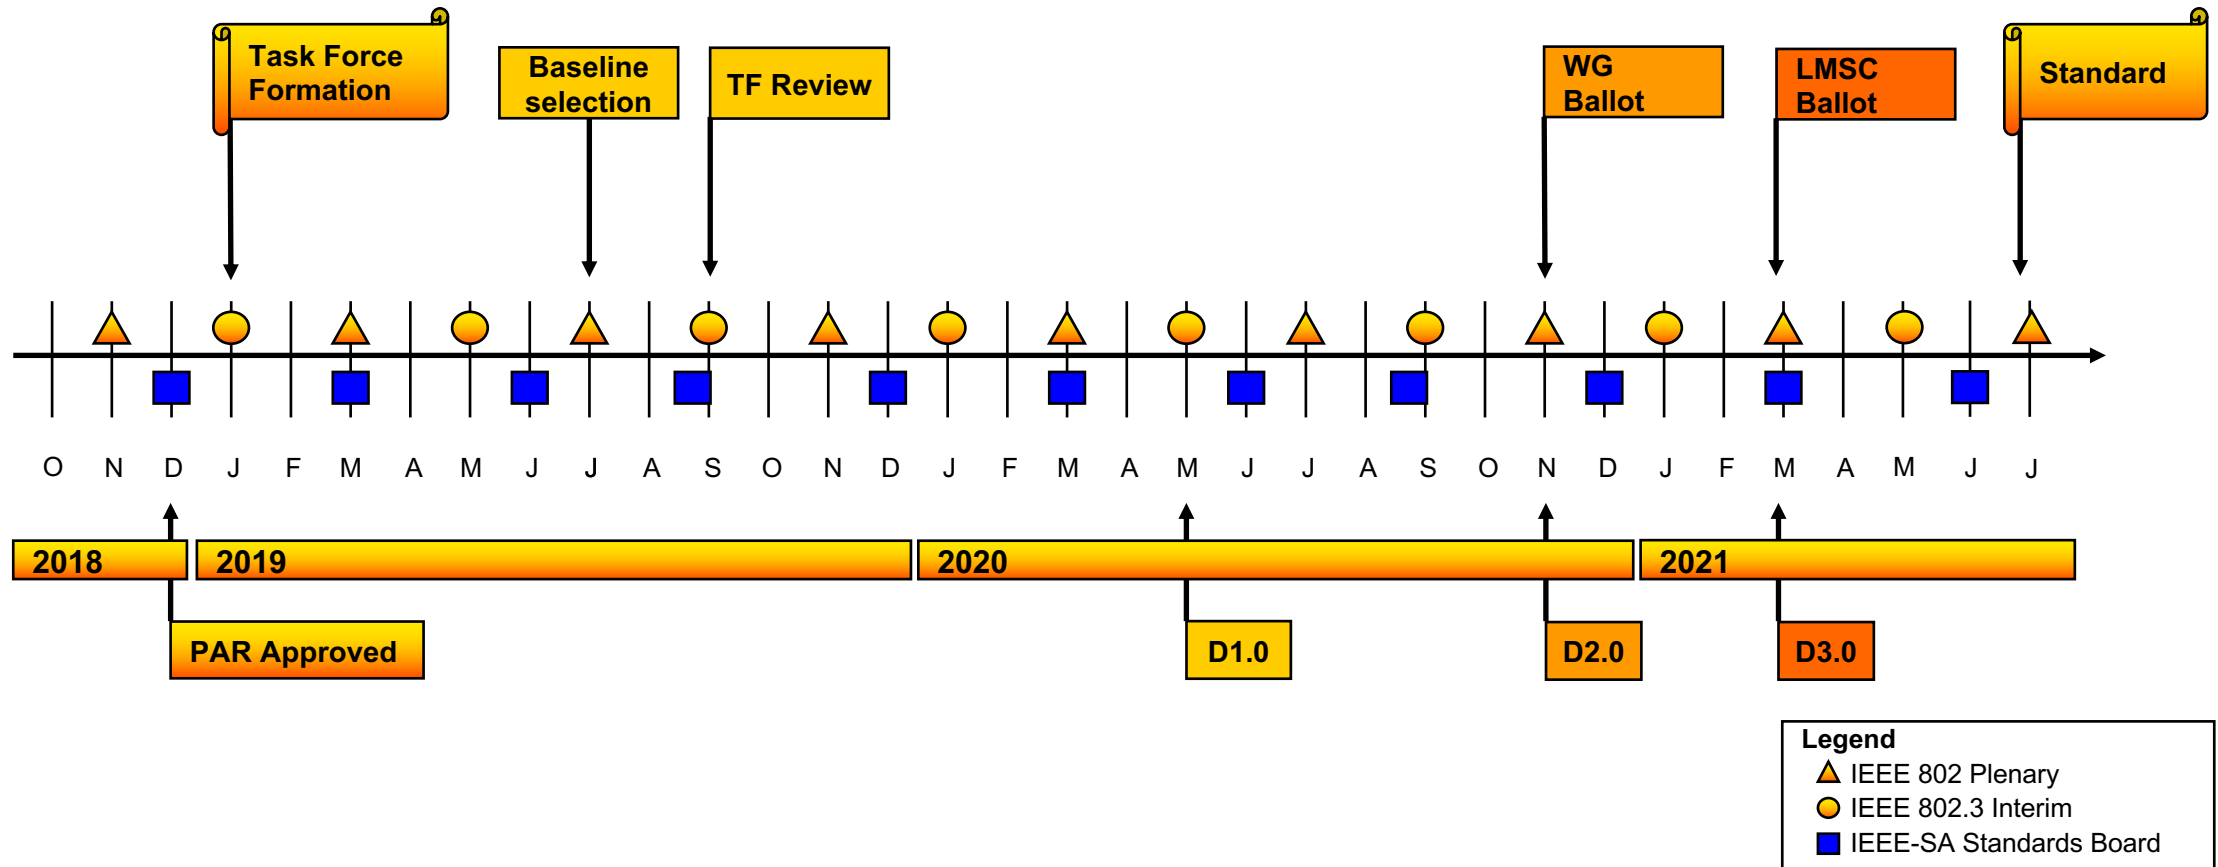 Task Force
Formation
Baseline
selection
TF Review
WG
Ballot
LMSC
Ballot
Standard
O N D J F M A M J J A S O N D J F M A M J J A S O N D J F M A M J J
2018 2019 2020 2021
PAR Approved
D1.0
D2.0
D3.0
Legend
IEEE 802 Plenary
IEEE 802.3 Interim
IEEE-SA Standards Board